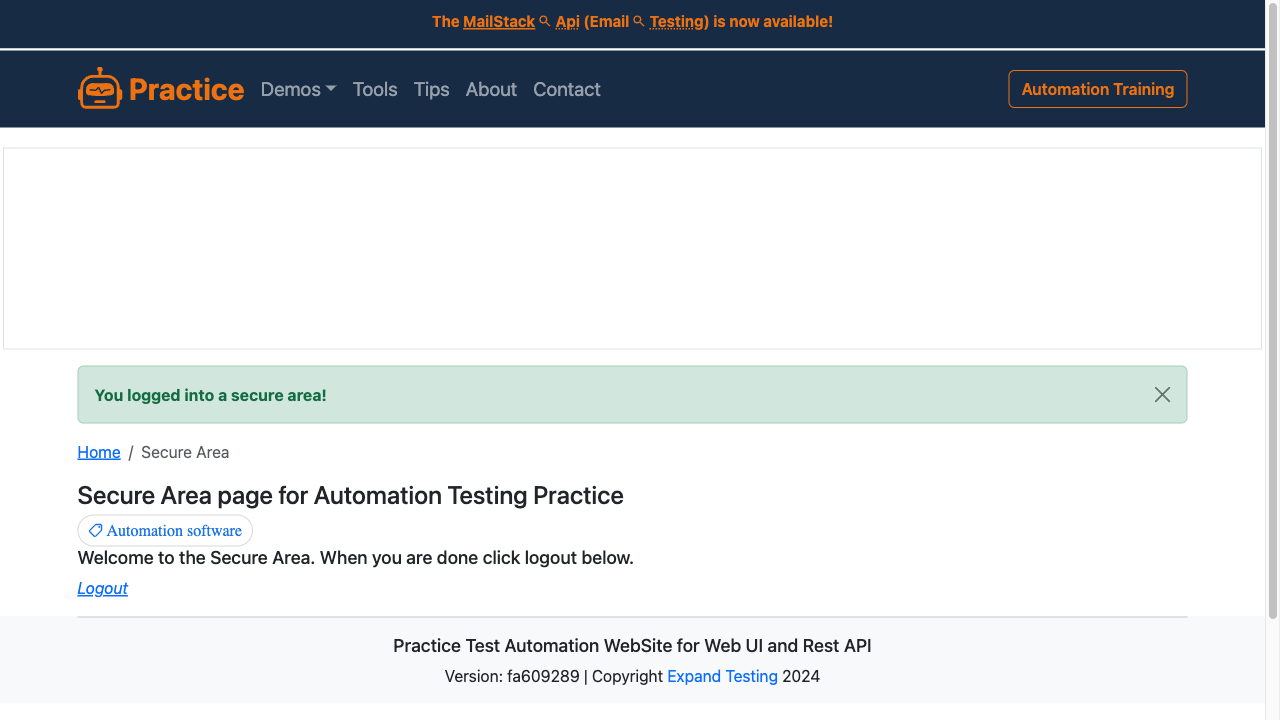 The MailStack Api (Email Testing) is now available!
Practice
Demos
Tools
Tips
About
Contact
Automation Training
You logged into a secure area!
Home / Secure Area
Secure Area page for Automation Testing Practice
Automation software
Welcome to the Secure Area. When you are done click logout below.
Logout
Practice Test Automation WebSite for Web UI and Rest API
Version: fa609289 | Copyright Expand Testing 2024